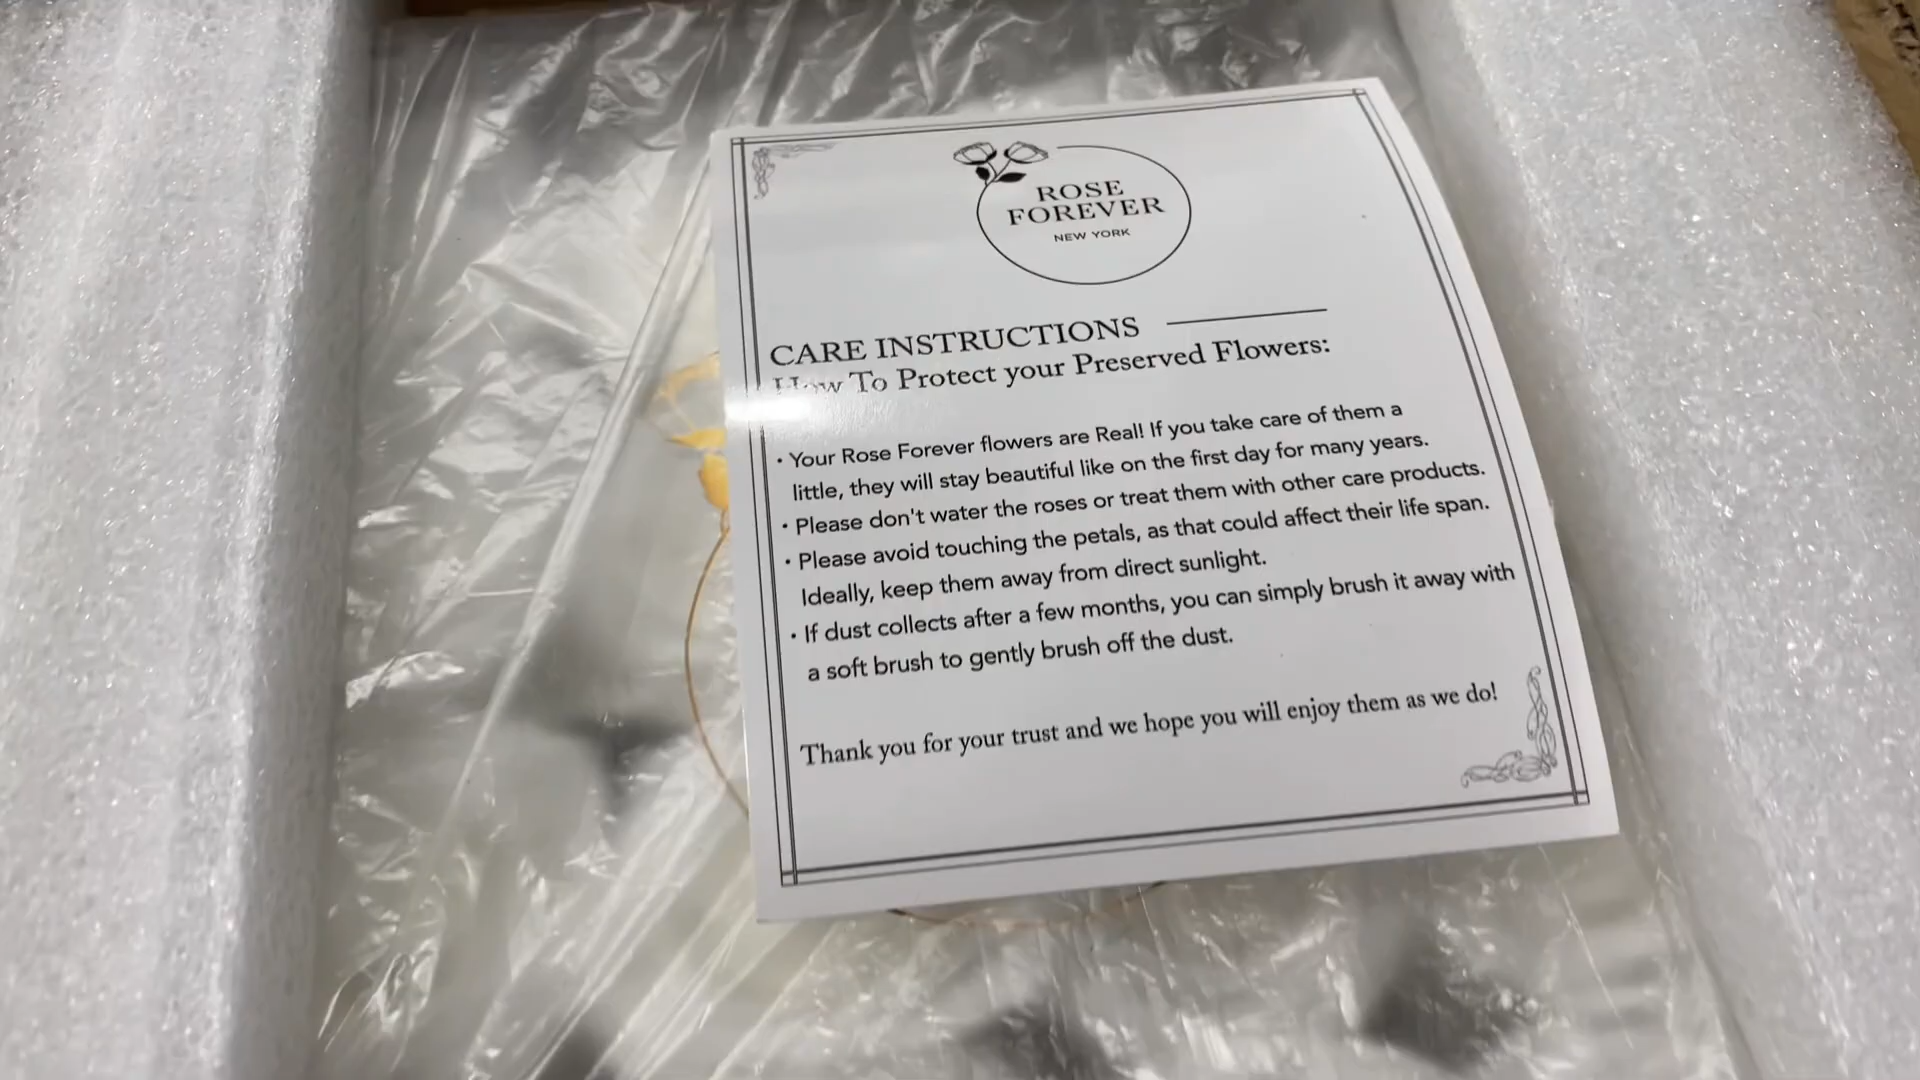 ROSE
FOREVER
NEW YORK
CARE INSTRUCTIONS
How To Protect your Preserved Flowers:
• Your Rose Forever flowers are Real! If you take care of them a
little, they will stay beautiful like on the first day for many years.
• Please don't water the roses or treat them with other care products.
• Please avoid touching the petals, as that could affect their life span.
Ideally, keep them away from direct sunlight.
• If dust collects after a few months, you can simply brush it away with
a soft brush to gently brush off the dust.
Thank you for your trust and we hope you will enjoy them as we do!